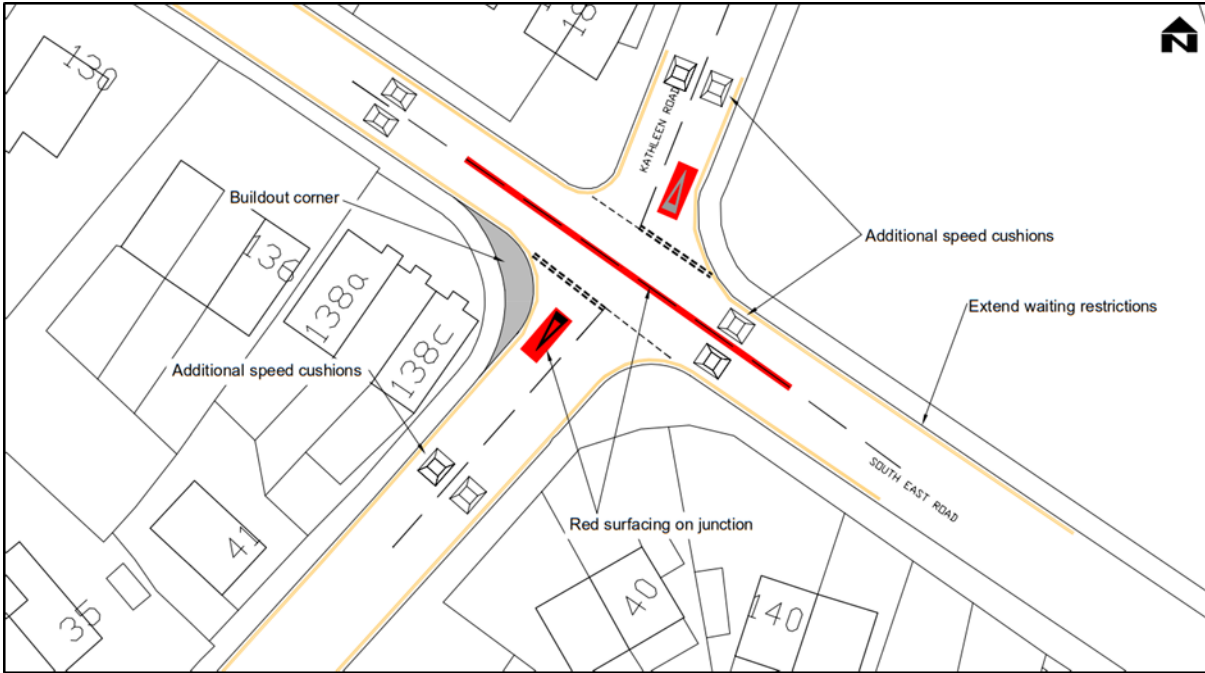 N
130
18
KATHLEEN ROAD
Buildout corner
Additional speed cushions
136
138a
138c
Extend waiting restrictions
Additional speed cushions
SOUTH EAST ROAD
Red surfacing on junction
41
40
140
35